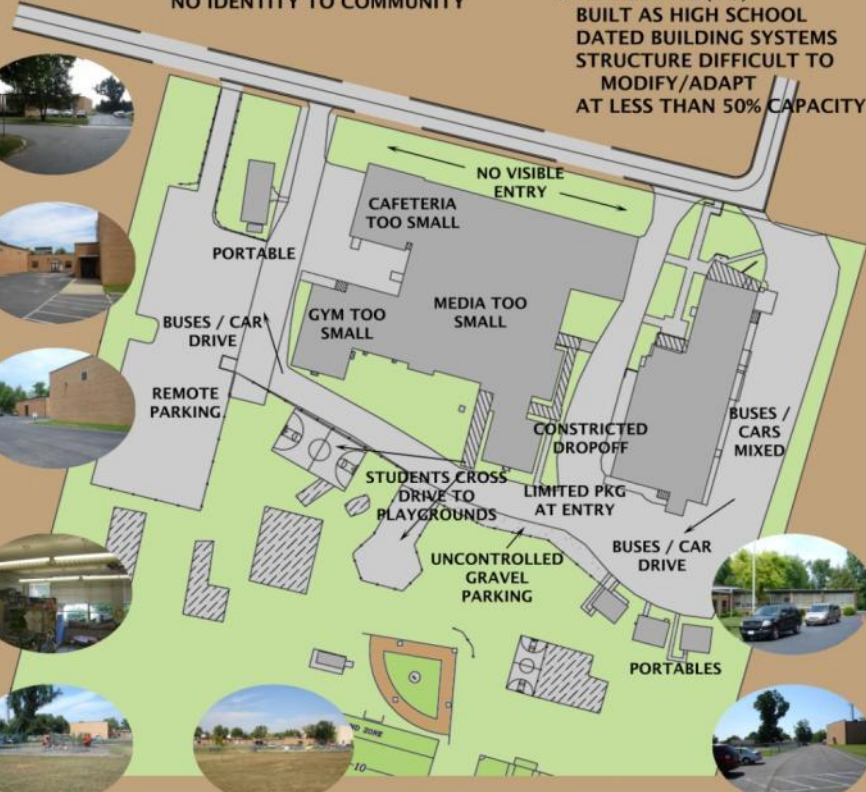 NO IDENTITY TO COMMUNITY
BUILT AS HIGH SCHOOL
DATED BUILDING SYSTEMS
STRUCTURE DIFFICULT TO
MODIFY/ADAPT
AT LESS THAN 50% CAPACITY
NO VISIBLE
ENTRY
CAFETERIA
TOO SMALL
PORTABLE
BUSES / CAR
DRIVE
GYM TOO
SMALL
MEDIA TOO
SMALL
REMOTE
PARKING
CONSTRICTED
DROPOFF
BUSES /
CARS
MIXED
STUDENTS CROSS
DRIVE TO
PLAYGROUNDS
LIMITED PKG
AT ENTRY
UNCONTROLLED
GRAVEL
PARKING
BUSES / CAR
DRIVE
PORTABLES
ZONE
10